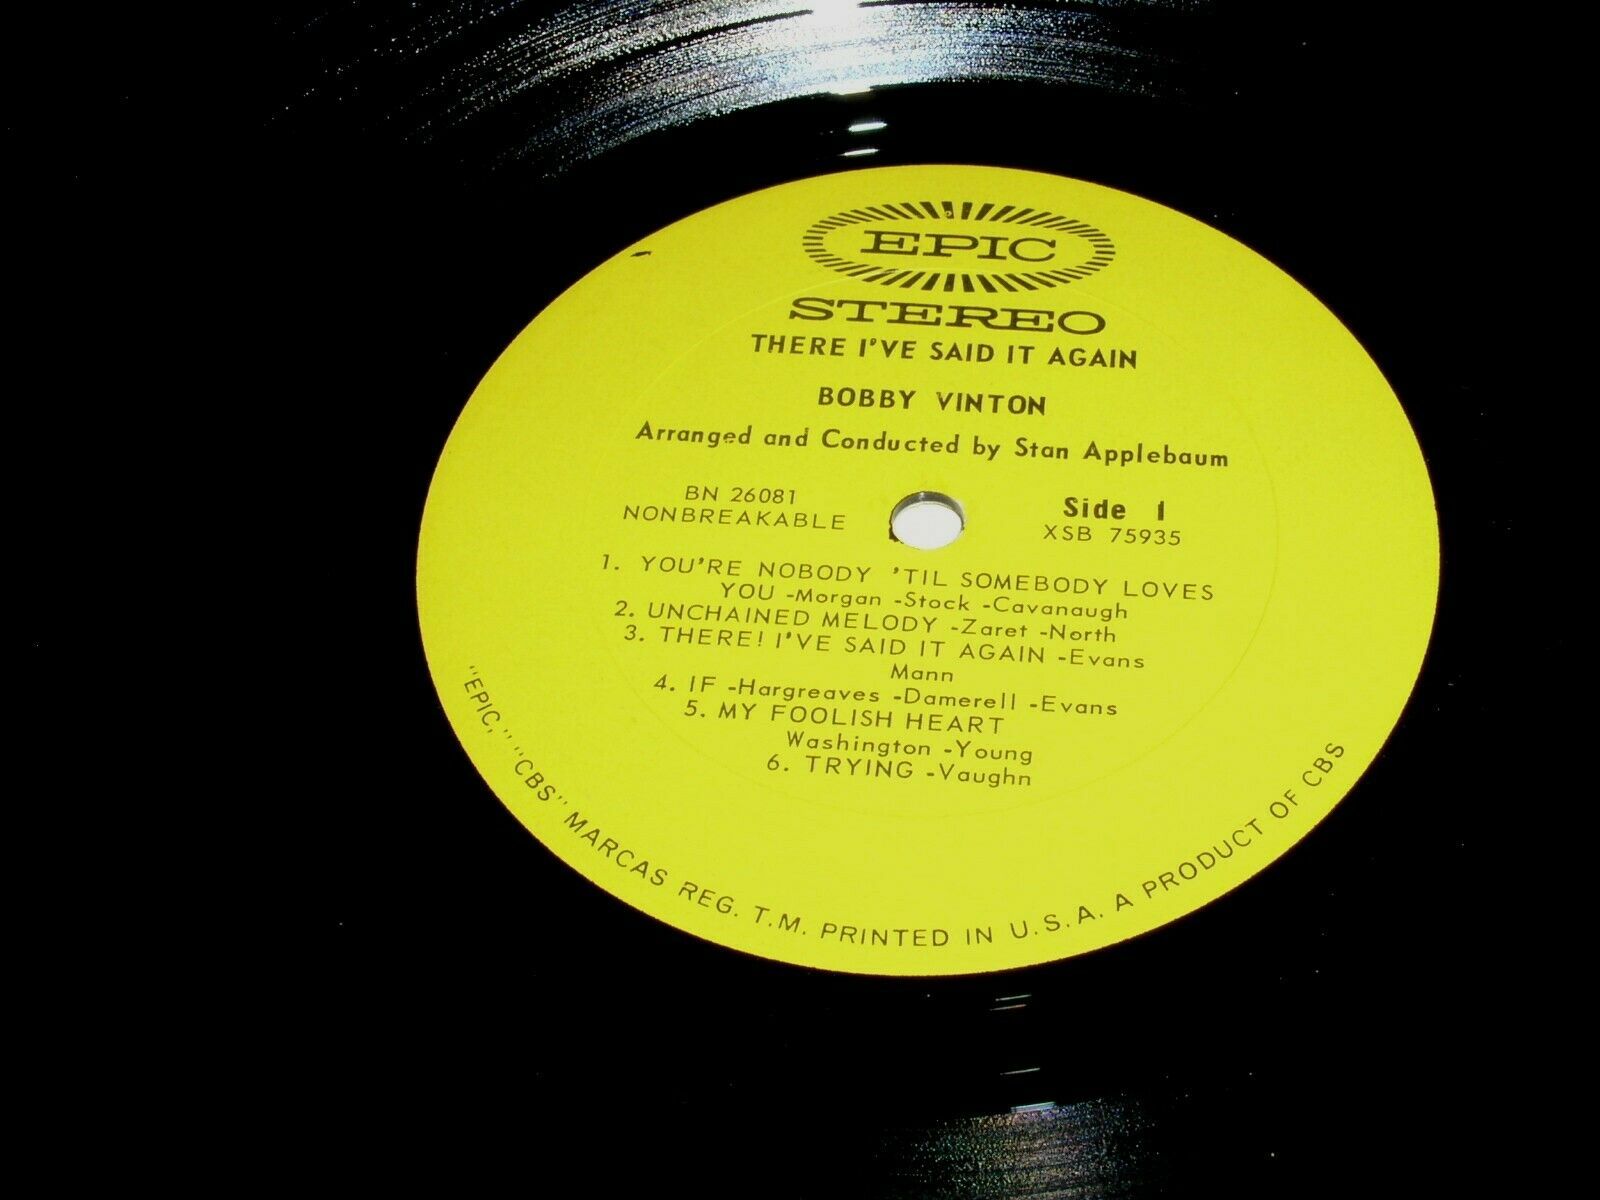 EPIC
STEREO
THERE I'VE SAID IT AGAIN
BOBBY VINTON
Arranged and Conducted by Stan Applebaum
BN 26081
NONBREAKABLE
Side 1
XSB 75935
1. YOU'RE NOBODY 'TIL SOMEBODY LOVES
YOU -Morgan -Stock -Cavanaugh
2. UNCHAINED MELODY -Zaret -North
3. THERE! I'VE SAID IT AGAIN -Evans
Mann
4. IF -Hargreaves -Damerell -Evans
5. MY FOOLISH HEART
Washington -Young
6. TRYING -Vaughn
"EPIC," "CBS" MARCAS REG. T.M. PRINTED IN U.S.A. A PRODUCT OF CBS